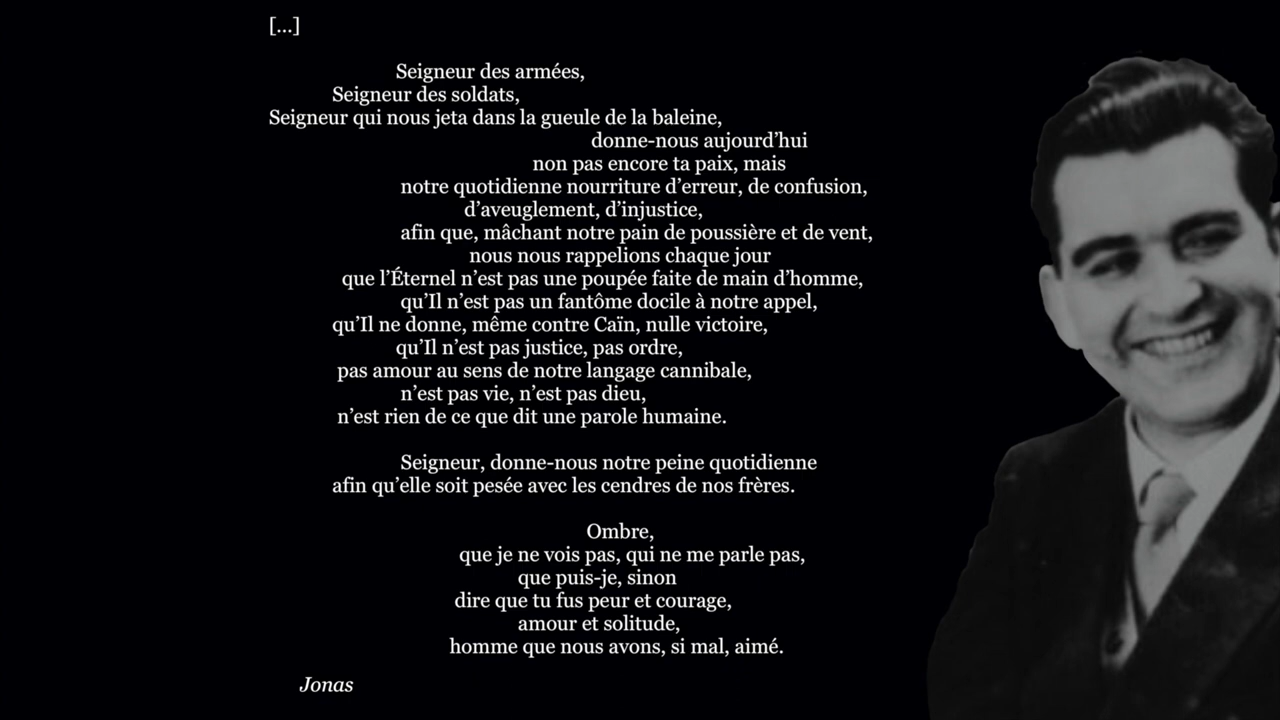 [...]
Seigneur des armées,
Seigneur des soldats,
Seigneur qui nous jeta dans la gueule de la baleine,
donne-nous aujourd’hui
non pas encore ta paix, mais
notre quotidienne nourriture d’erreur, de confusion,
d’aveuglement, d’injustice,
afin que, mâchant notre pain de poussière et de vent,
nous nous rappelions chaque jour
que l’Éternel n’est pas une poupée faite de main d’homme,
qu’Il n’est pas un fantôme docile à notre appel,
qu’Il ne donne, même contre Caïn, nulle victoire,
qu’Il n’est pas justice, pas ordre,
pas amour au sens de notre langage cannibale,
n’est pas vie, n’est pas dieu,
n’est rien de ce que dit une parole humaine.
Seigneur, donne-nous notre peine quotidienne
afin qu’elle soit pesée avec les cendres de nos frères.
Ombre,
que je ne vois pas, qui ne me parle pas,
que puis-je, sinon
dire que tu fus peur et courage,
amour et solitude,
homme que nous avons, si mal, aimé.
Jonas